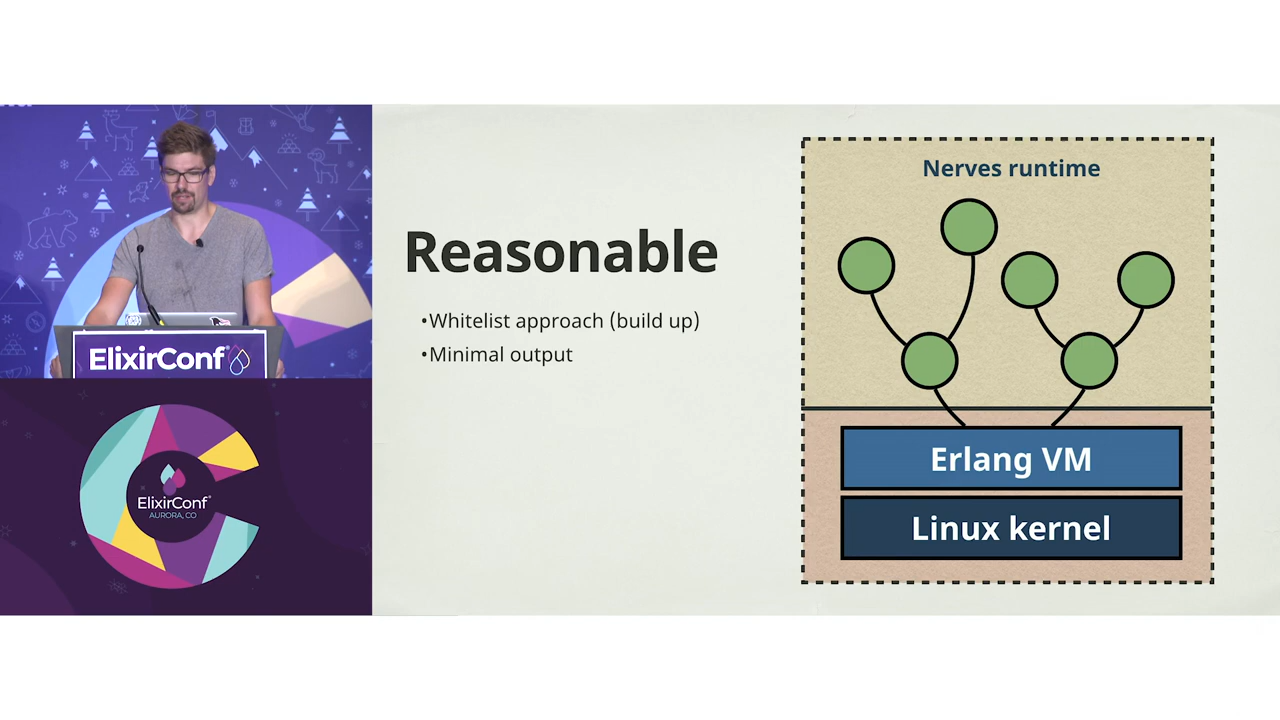 ElixirConf
ElixirConf
AURORA, CO
Reasonable
•Whitelist approach (build up)
•Minimal output
Nerves runtime
Erlang VM
Linux kernel